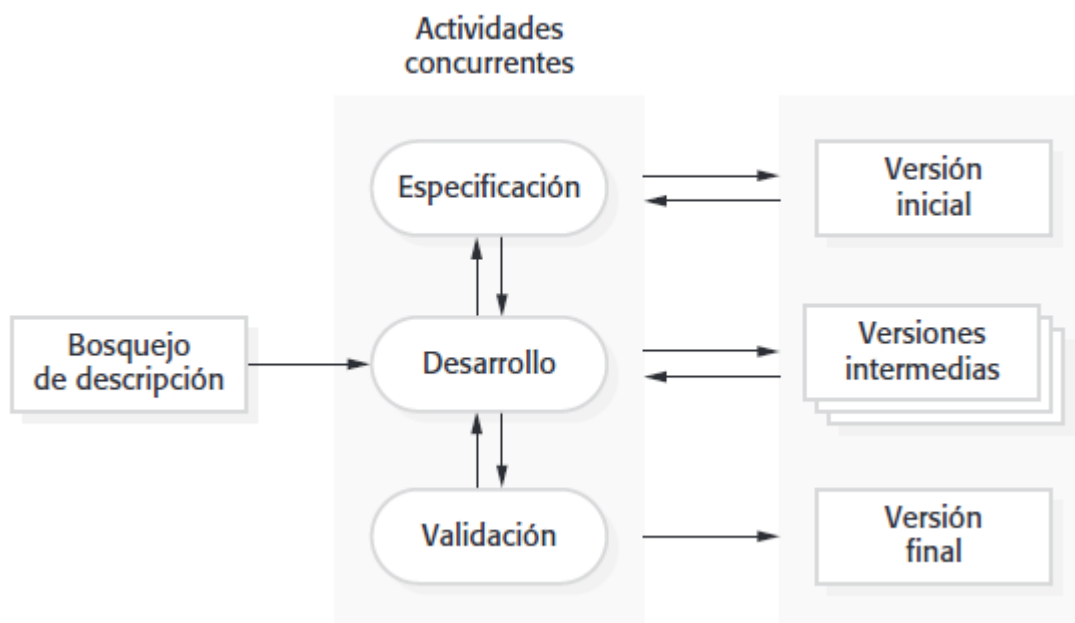 Actividades
concurrentes
Especificación
Versión
inicial
Bosquejo
de descripción
Desarrollo
Versiones
intermedias
Validación
Versión
final